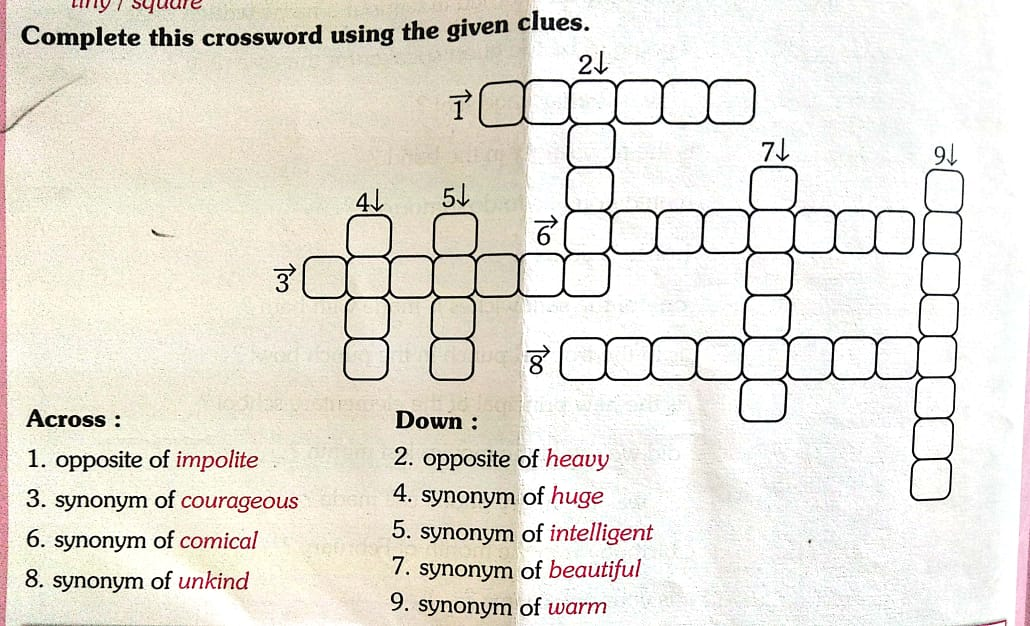 tiny / square
Complete this crossword using the given clues.
2↓
1→
7↓
9↓
4↓
5↓
6→
3→
8→
Across :
1. opposite of impolite
3. synonym of courageous
6. synonym of comical
8. synonym of unkind
Down :
2. opposite of heavy
4. synonym of huge
5. synonym of intelligent
7. synonym of beautiful
9. synonym of warm